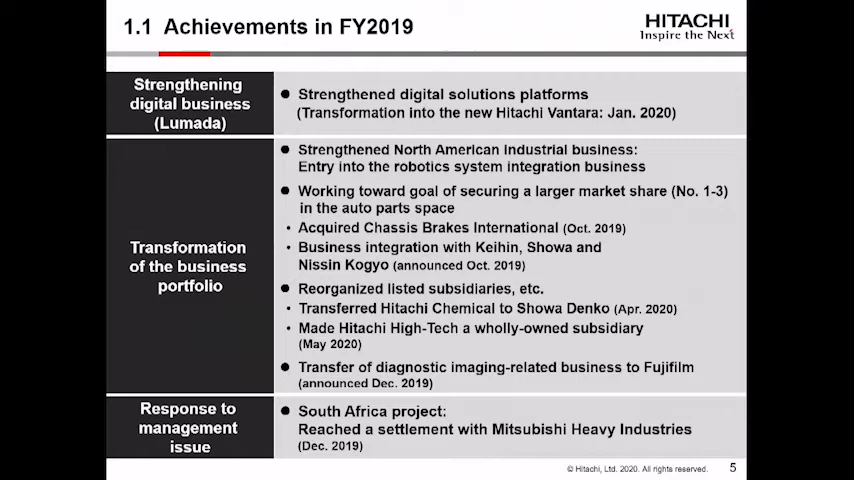 1.1 Achievements in FY2019
HITACHI
Inspire the Next
Strengthening
digital business
(Lumada)
● Strengthened digital solutions platforms
(Transformation into the new Hitachi Vantara: Jan. 2020)
Transformation
of the business
portfolio
● Strengthened North American Industrial business:
Entry into the robotics system integration business
● Working toward goal of securing a larger market share (No. 1-3)
in the auto parts space
• Acquired Chassis Brakes International (Oct. 2019)
• Business integration with Keihin, Showa and
Nissin Kogyo (announced Oct. 2019)
● Reorganized listed subsidiaries, etc.
• Transferred Hitachi Chemical to Showa Denko (Apr. 2020)
• Made Hitachi High-Tech a wholly-owned subsidiary
(May 2020)
● Transfer of diagnostic imaging-related business to Fujifilm
(announced Dec. 2019)
Response to
management
issue
● South Africa project:
Reached a settlement with Mitsubishi Heavy Industries
(Dec. 2019)
© Hitachi, Ltd. 2020. All rights reserved. 5